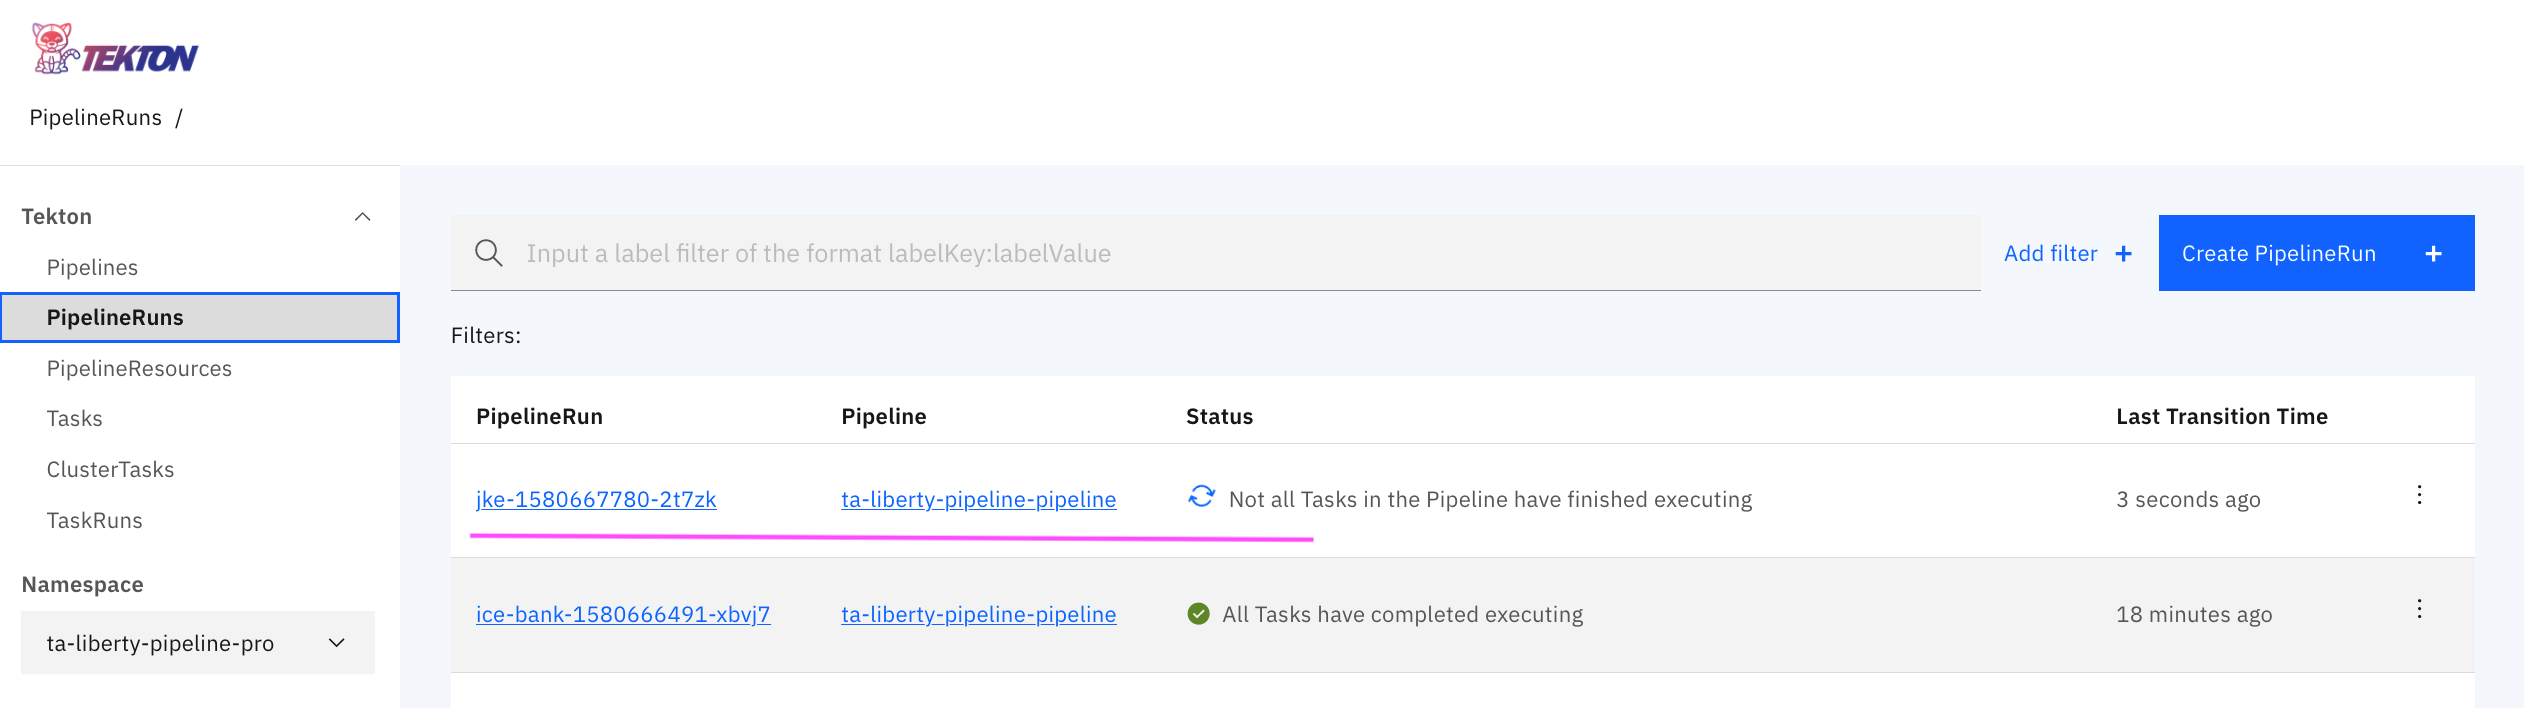 TEKTON
PipelineRuns /
Tekton
Pipelines
PipelineRuns
PipelineResources
Tasks
ClusterTasks
TaskRuns
Namespace
ta-liberty-pipeline-pro
Input a label filter of the format labelKey:labelValue
Add filter +
Create PipelineRun +
Filters:
PipelineRun Pipeline Status Last Transition Time
jke-1580667780-2t7zk ta-liberty-pipeline-pipeline Not all Tasks in the Pipeline have finished executing 3 seconds ago
ice-bank-1580666491-xbvj7 ta-liberty-pipeline-pipeline All Tasks have completed executing 18 minutes ago